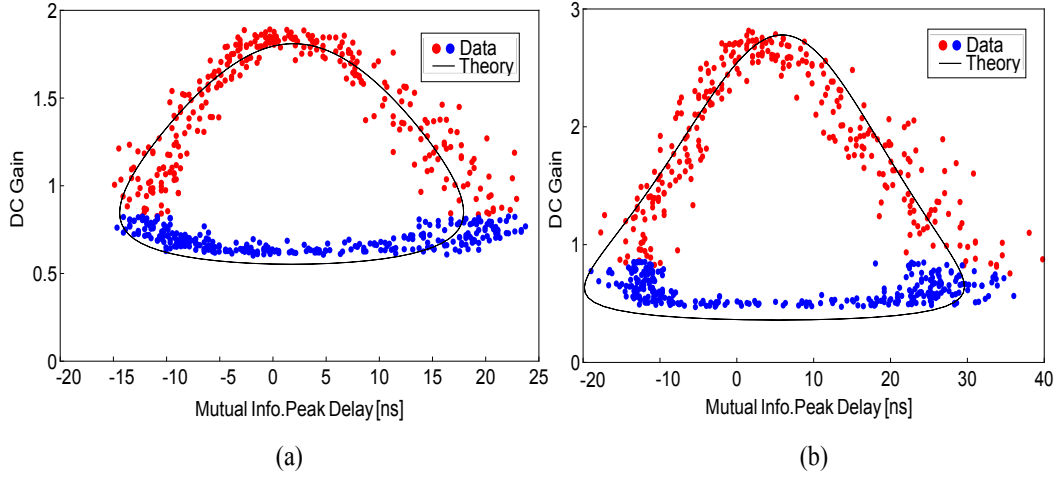 2
1.5
1
0.5
0
DC Gain
-20 -15 -10 -5 0 5 10 15 20 25
Mutual Info.Peak Delay [ns]
Data
Theory
(a)
3
2
1
0
DC Gain
-20 -10 0 10 20 30 40
Mutual Info.Peak Delay [ns]
Data
Theory
(b)